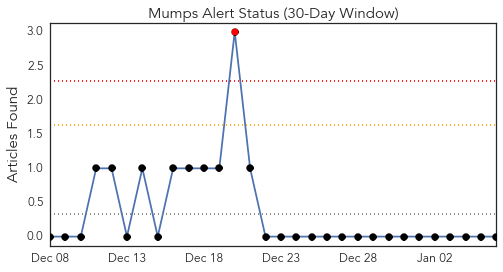 Mumps Alert Status (30-Day Window)
Articles Found
3.0
2.5
2.0
1.5
1.0
0.5
0.0
Dec 08 Dec 13 Dec 18 Dec 23 Dec 28 Jan 02